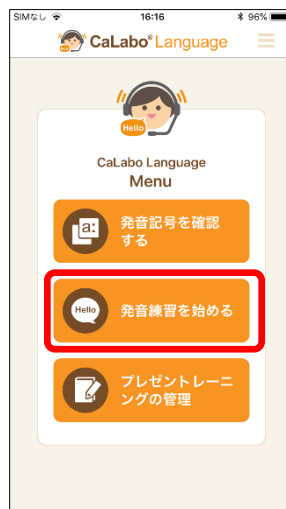 SIMなし 16:16 96%
Hello CaLabo® Language
Hello
CaLabo Language
Menu
a: 発音記号を確認
する
Hello 発音練習を始める
プレゼントレーニ
ングの管理